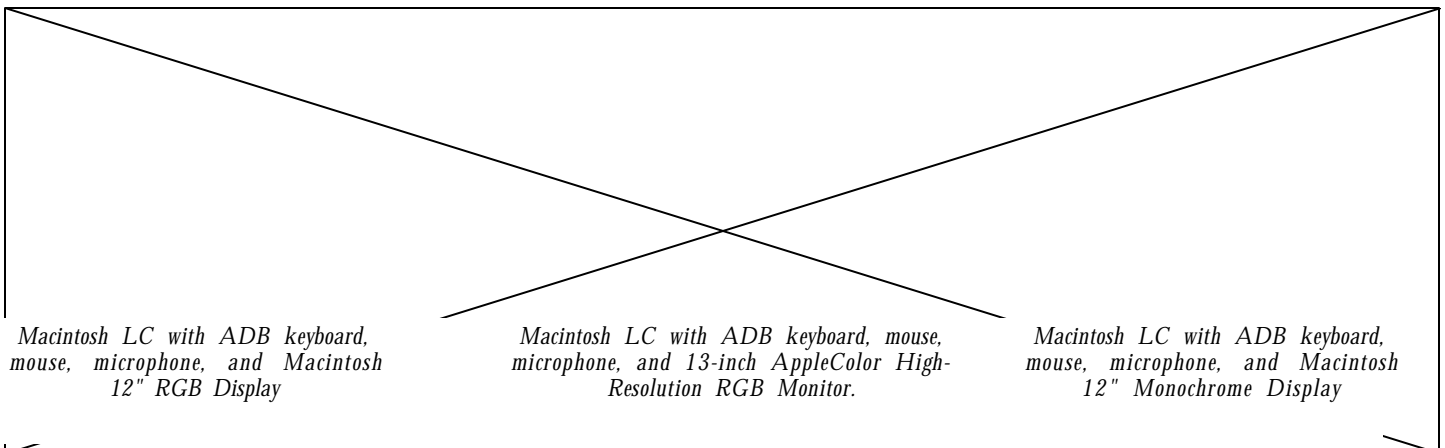 Macintosh LC with ADB keyboard,
mouse, microphone, and Macintosh
12" RGB Display
Macintosh LC with ADB keyboard, mouse,
microphone, and 13-inch AppleColor High-
Resolution RGB Monitor.
Macintosh LC with ADB keyboard,
mouse, microphone, and Macintosh
12" Monochrome Display